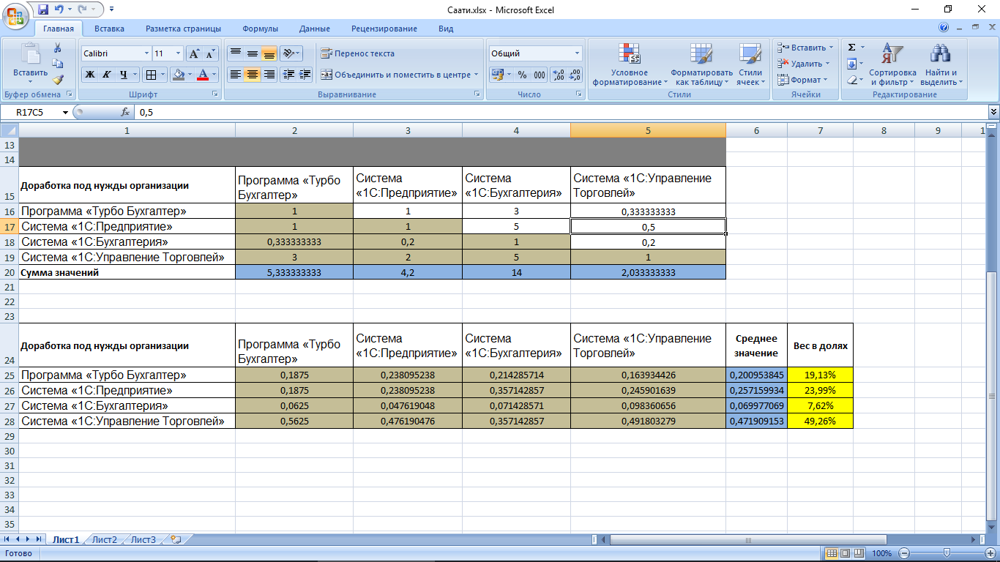 Саати.xlsx - Microsoft Excel
Главная Вставка Разметка страницы Формулы Данные Рецензирование Вид
Вставить
Буфер обмена
Calibri 11
Ж К Ч
Шрифт
Перенос текста
Объединить и поместить в центре
Выравнивание
Общий
% 000
Число
Условное форматирование
Форматировать как таблицу
Стили ячеек
Стили
Вставить
Удалить
Формат
Ячейки
Σ
Сортировка и фильтр
Найти и выделить
Редактирование
R17C5 fx 0,5
1 2 3 4 5 6 7 8 9 1
13
14
15 Доработка под нужды организации Программа «Турбо Бухгалтер» Система «1С:Предприятие» Система «1С:Бухгалтерия» Система «1С:Управление Торговлей»
16 Программа «Турбо Бухгалтер» 1 1 3 0,333333333
17 Система «1С:Предприятие» 1 1 5 0,5
18 Система «1С:Бухгалтерия» 0,333333333 0,2 1 0,2
19 Система «1С:Управление Торговлей» 3 2 5 1
20 Сумма значений 5,333333333 4,2 14 2,033333333
21
22
23
24 Доработка под нужды организации Программа «Турбо Бухгалтер» Система «1С:Предприятие» Система «1С:Бухгалтерия» Система «1С:Управление Торговлей» Среднее значение Вес в долях
25 Программа «Турбо Бухгалтер» 0,1875 0,238095238 0,214285714 0,163934426 0,200953845 19,13%
26 Система «1С:Предприятие» 0,1875 0,238095238 0,357142857 0,245901639 0,257159934 23,99%
27 Система «1С:Бухгалтерия» 0,0625 0,047619048 0,071428571 0,098360656 0,069977069 7,62%
28 Система «1С:Управление Торговлей» 0,5625 0,476190476 0,357142857 0,491803279 0,471909153 49,26%
29
30
31
32
33
34
35
Лист1 Лист2 Лист3
Готово 100%